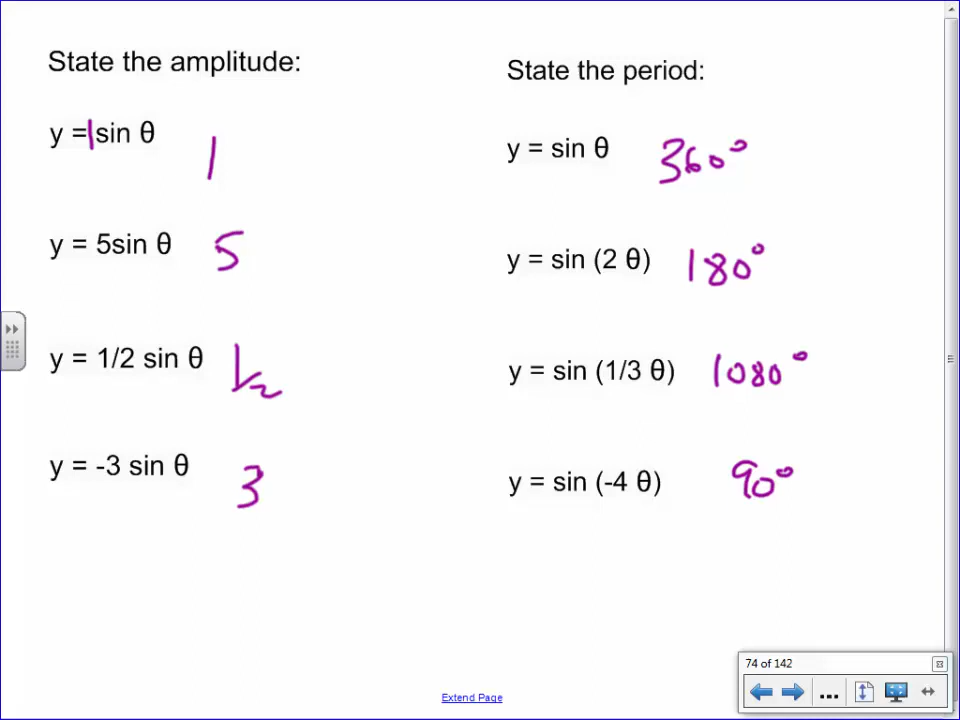 State the amplitude:
y = 1 sin θ 1
y = 5sin θ 5
y = 1/2 sin θ 1/2
y = -3 sin θ 3
State the period:
y = sin θ 360°
y = sin (2 θ) 180°
y = sin (1/3 θ) 1080°
y = sin (-4 θ) 90°
74 of 142
...
Extend Page